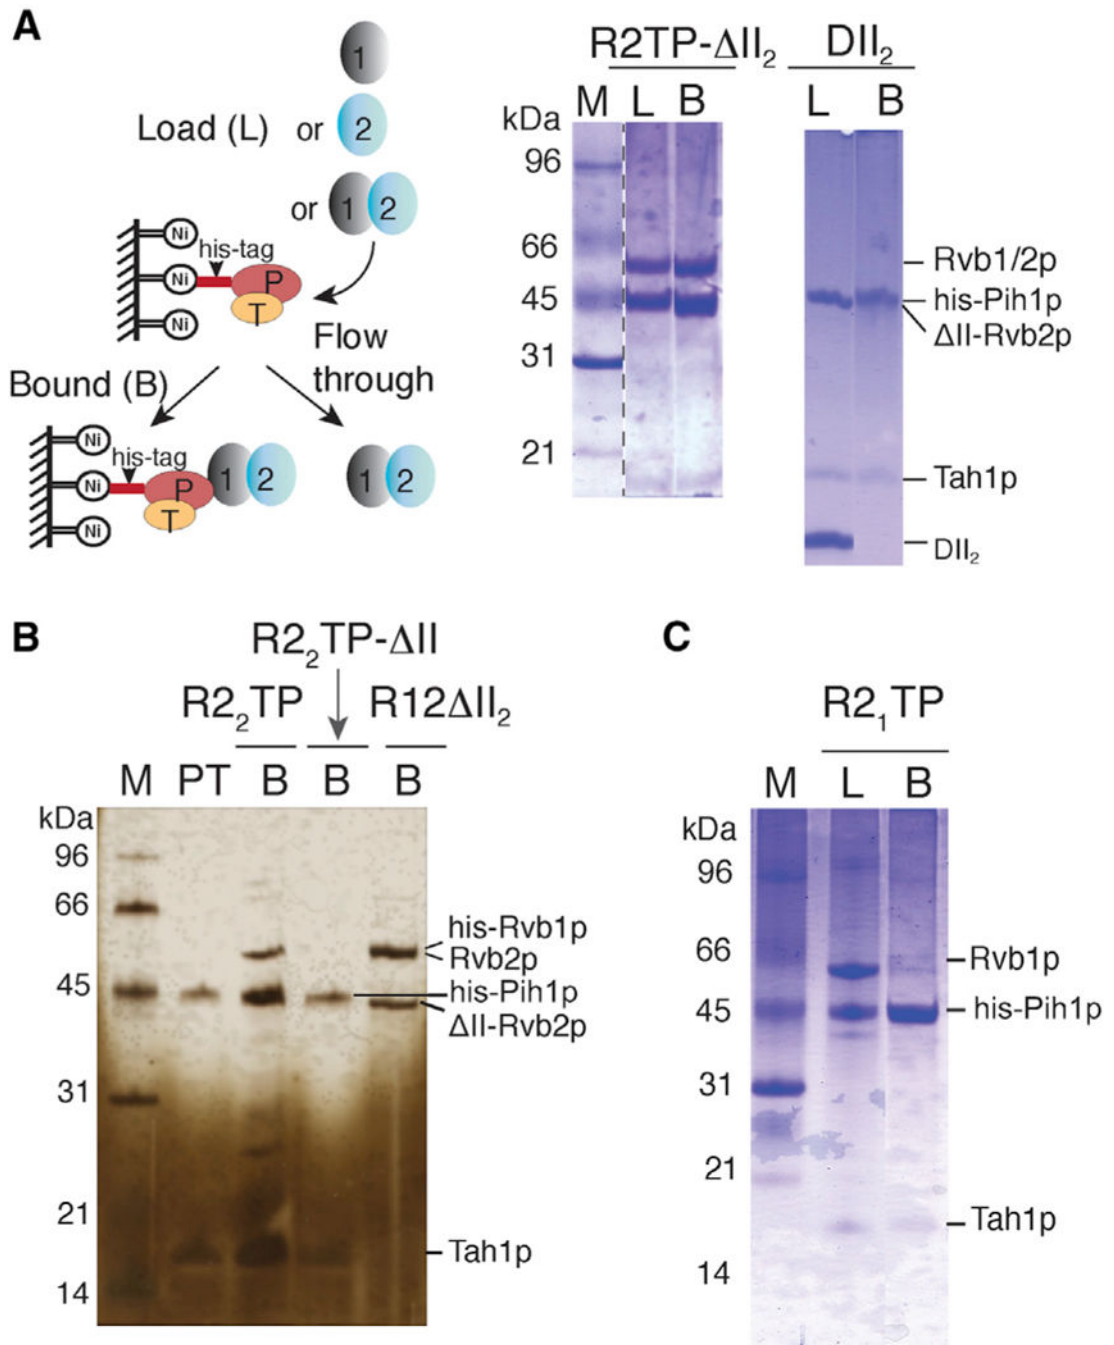 A
1
Load (L) or 2
or 1 2
Ni
his-tag
Ni P
T
Ni
Flow
through
Bound (B)
Ni
his-tag
Ni P 1 2
T
Ni
1 2
R2TP-ΔII₂ DII₂
kDa M L B L B
96
66
45
31
21
Rvb1/2p
his-Pih1p
ΔII-Rvb2p
Tah1p
DII₂
B
R2₂TP-ΔII
R2₂TP R12ΔII₂
M PT B B B
kDa
96
66
45
31
21
14
his-Rvb1p
Rvb2p
his-Pih1p
ΔII-Rvb2p
Tah1p
C
R2₁TP
M L B
kDa
96
66
45
31
21
14
Rvb1p
his-Pih1p
Tah1p